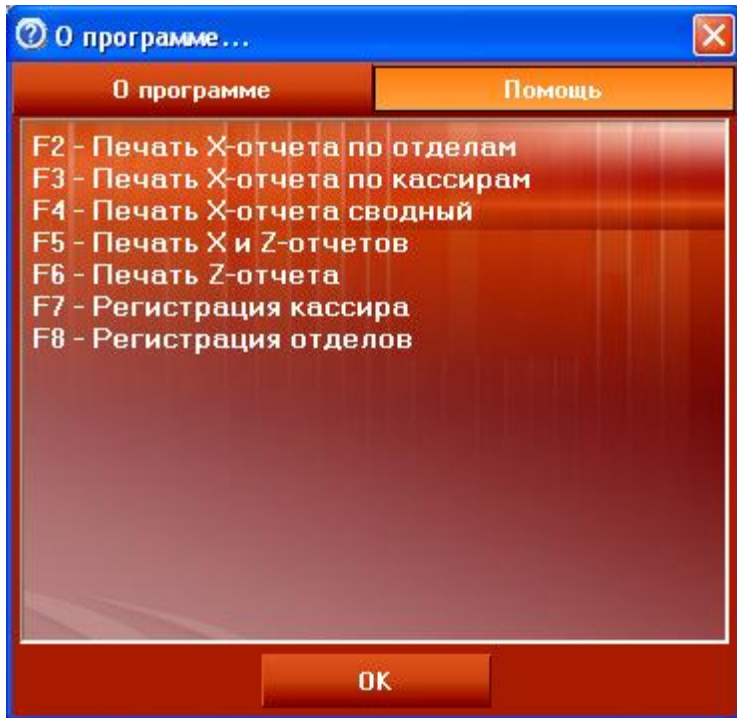 О программе...
О программе Помощь
F2 - Печать X-отчета по отделам
F3 - Печать X-отчета по кассирам
F4 - Печать X-отчета сводный
F5 - Печать X и Z-отчетов
F6 - Печать Z-отчета
F7 - Регистрация кассира
F8 - Регистрация отделов
OK